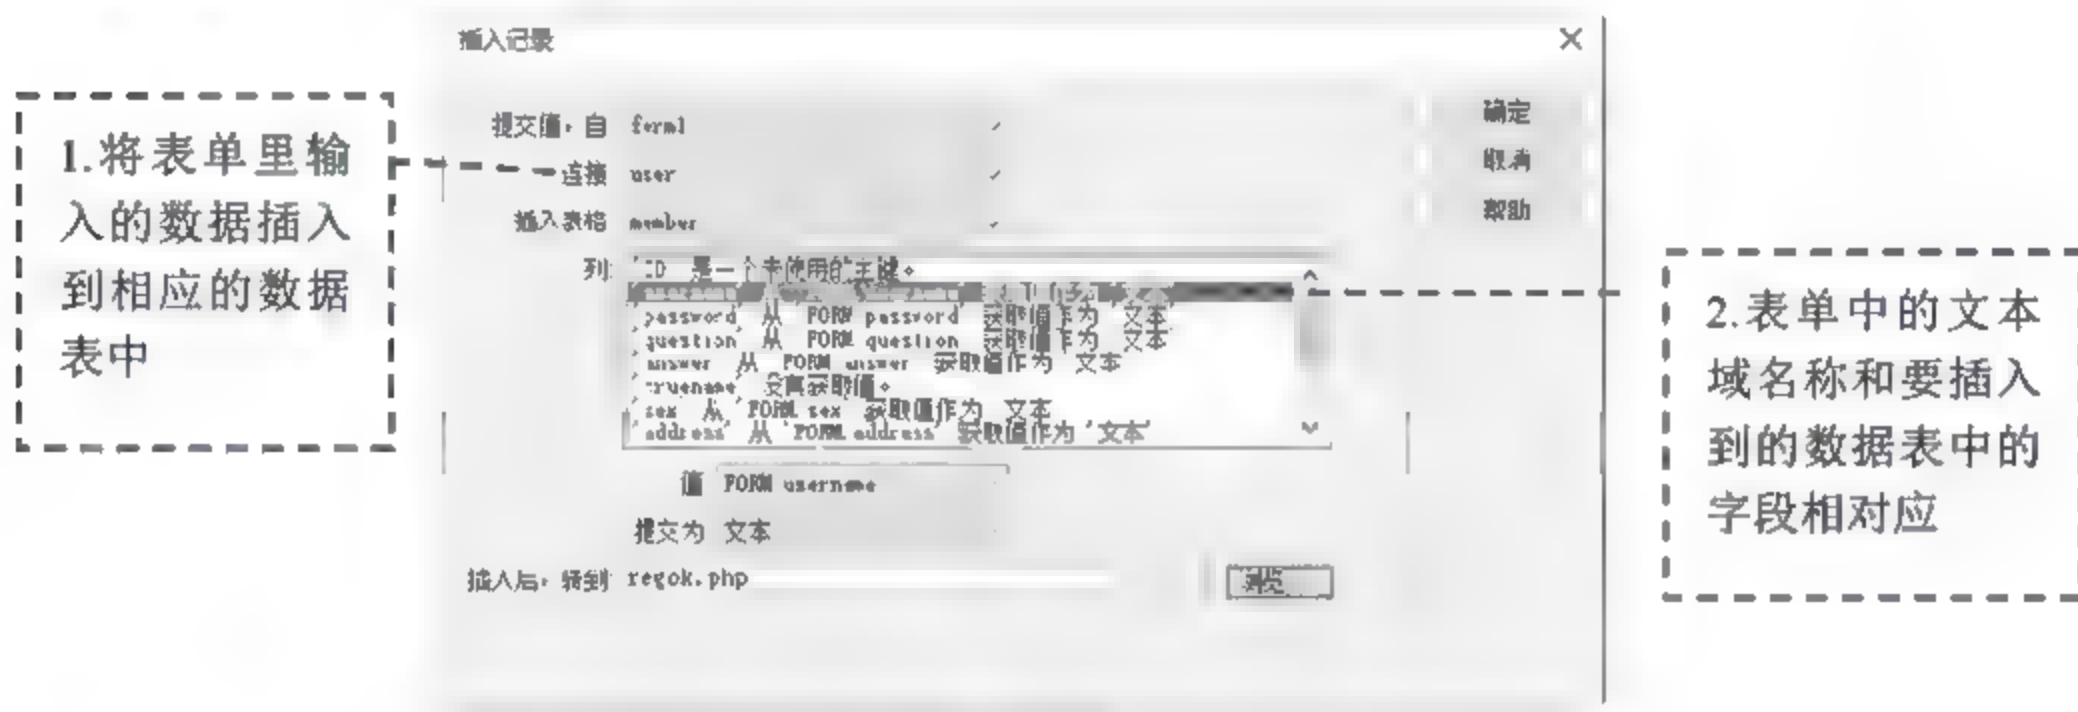 插入记录
提交值，自 form1
确定
1.将表单里输
入的数据插入
到相应的数据
表中
连接 user
取消
插入表格 member
帮助
列: 'ID 是一个未使用的主键。
'password' 从 'FORM password' 获取值作为 '文本'
'question' 从 'FORM question' 获取值作为 '文本'
'answer' 从 'FORM answer' 获取值作为 '文本'
'truename' 没有获取值。
'sex' 从 'FORM sex' 获取值作为 '文本'
'address' 从 'FORM address' 获取值作为 '文本'
值 FORM username
提交为 文本
插入后，转到: regok.php
浏览
2.表单中的文本
域名称和要插入
到的数据表中的
字段相对应